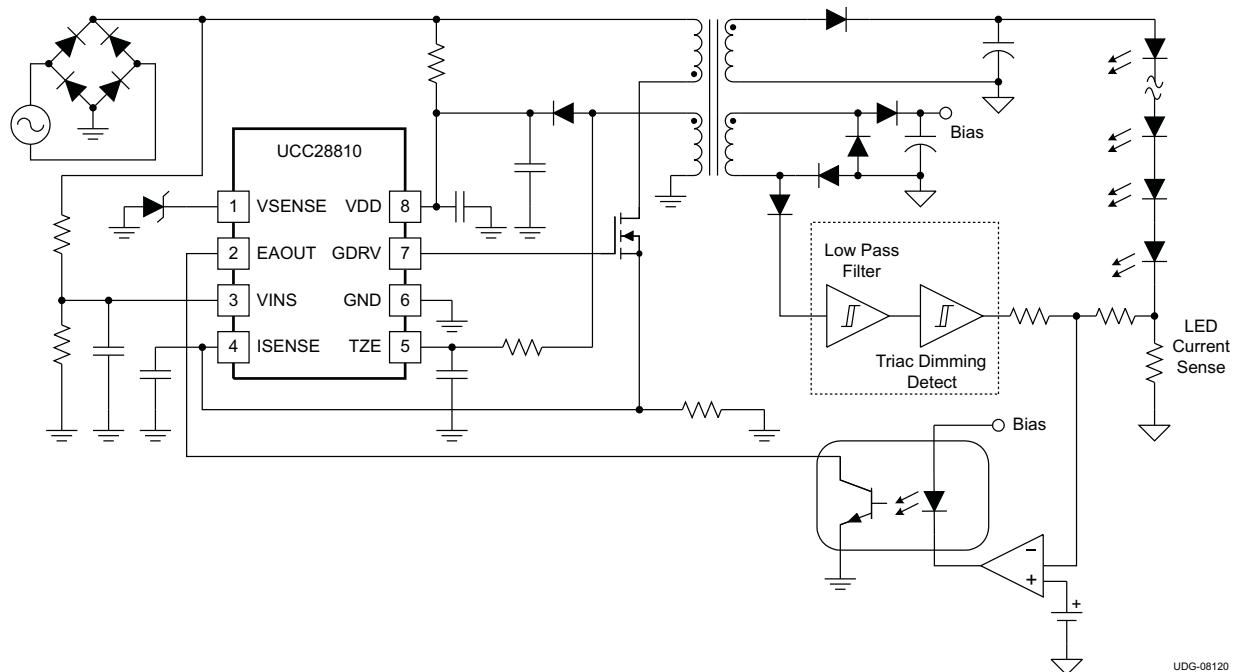 UCC28810
1 VSENSE VDD 8
2 EAOUT GDRV 7
3 VINS GND 6
4 ISENSE TZE 5
Bias
Low Pass
Filter
Triac Dimming
Detect
LED
Current
Sense
Bias
−
+
+
UDG-08120